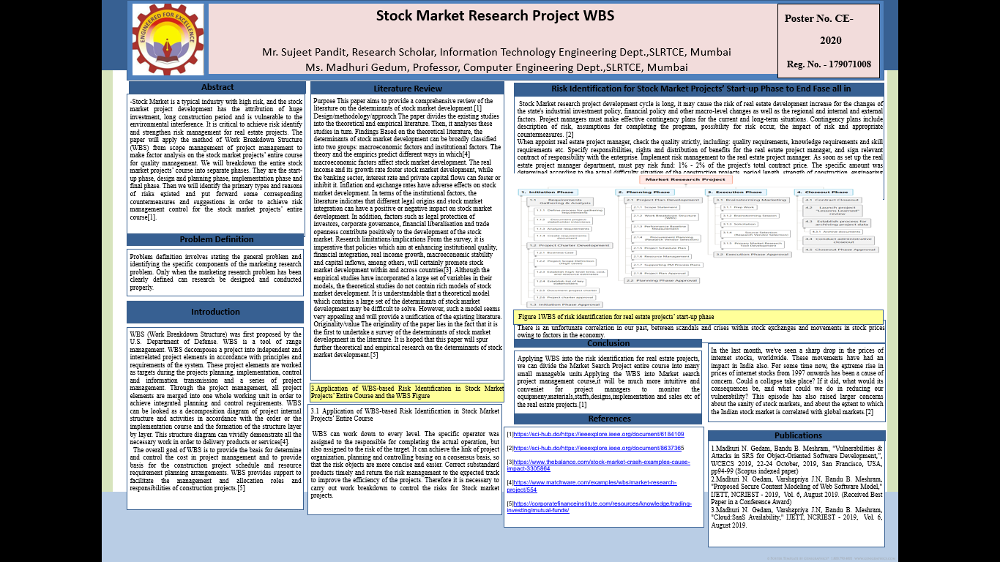 ENGINEERED FOR EXCELLENCE
Stock Market Research Project WBS
Mr. Sujeet Pandit, Research Scholar, Information Technology Engineering Dept.,SLRTCE, Mumbai
Ms. Madhuri Gedum, Professor, Computer Engineering Dept.,SLRTCE, Mumbai
Poster No. CE-
2020
Reg. No. - 179071008
Abstract
-Stock Market is a typical industry with high risk, and the stock
market project development has the attribution of huge
investment, long construction period and is vulnerable to the
environmental interference. It is critical to achieve risk identify
and strengthen risk management for real estate projects. The
paper will apply the method of Work Breakdown Structure
(WBS) from scope management of project management to
make factor analysis on the stock market projects' entire course
for quality management. We will breakdown the entire stock
market projects' course into separate phases. They are the start-
up phase, design and planning phase, implementation phase and
final phase. Then we will identify the primary types and reasons
of risks existed and put forward some corresponding
countermeasures and suggestions in order to achieve risk
management control for the stock market projects' entire
course[1].
Problem Definition
Problem definition involves stating the general problem and
identifying the specific components of the marketing research
problem. Only when the marketing research problem has been
clearly defined can research be designed and conducted
properly.
Introduction
WBS (Work Breakdown Structure) was first proposed by the
U.S. Department of Defense. WBS is a tool of range
management. WBS decomposes a project into independent and
interrelated project elements in accordance with principles and
requirements of the system. These project elements are worked
as targets during the projects planning, implementation, control
and information transmission and a series of project
management. Through the project management, all project
elements are merged into one whole working unit in order to
achieve integrated planning and control requirements. WBS
can be looked as a decomposition diagram of project internal
structure and activities in accordance with the order or the
implementation course and the formation of the structure layer
by layer. This structure diagram can vividly demonstrate all the
necessary work in order to delivery products or services[4].
The overall goal of WBS is to provide the basis for determine
and control the cost in project management and to provide
basis for the construction project schedule and resource
requirement planning arrangements. WBS provides support to
facilitate the management and allocation roles and
responsibilities of construction projects.[5]
Literature Review
Purpose This paper aims to provide a comprehensive review of the
literature on the determinants of stock market development.[1]
Design/methodology/approach The paper divides the existing studies
into the theoretical and empirical literature. Then, it analyses these
studies in turn. Findings Based on the theoretical literature, the
determinants of stock market development can be broadly classified
into two groups: macroeconomic factors and institutional factors. The
theory and the empirics predict different ways in which[4]
macroeconomic factors affect stock market development. The real
income and its growth rate foster stock market development, while
the banking sector, interest rate and private capital flows can foster or
inhibit it. Inflation and exchange rates have adverse effects on stock
market development. In terms of the institutional factors, the
literature indicates that different legal origins and stock market
integration can have a positive or negative impact on stock market
development. In addition, factors such as legal protection of
investors, corporate governance, financial liberalisation and trade
openness contribute positively to the development of the stock
market. Research limitations/implications From the survey, it is
imperative that policies which aim at enhancing institutional quality,
financial integration, real income growth, macroeconomic stability
and capital inflows, among others, will certainly promote stock
market development within and across countries[3]. Although the
empirical studies have incorporated a large set of variables in their
models, the theoretical studies do not contain rich models of stock
market development. It is understandable that a theoretical model
which contains a large set of the determinants of stock market
development may be difficult to solve. However, such a model seems
very appealing and will provide a unification of the existing literature.
Originality/value The originality of the paper lies in the fact that it is
the first to undertake a survey of the determinants of stock market
development in the literature. It is hoped that this paper will spur
further theoretical and empirical research on the determinants of stock
market development.[5]
3.Application of WBS-based Risk Identification in Stock Market
Projects' Entire Course and the WBS Figure
3.1 Application of WBS-based Risk Identification in Stock Market
Projects' Entire Course
WBS can work down to every level. The specific operator was
assigned to the responsible for completing the actual operation, but
also assigned to the risk of the target. It can achieve the link of project
organization, planning and controlling basing on a consensus basis, so
that the risk objects are more concise and easier. Correct substandard
products timely and return the risk management to the expected track
to improve the efficiency of the projects. Therefore it is necessary to
carry out work breakdown to control the risks for Stock market
projects.
Risk Identification for Stock Market Projects' Start-up Phase to End Fease all in
Stock Market research project development cycle is long, it may cause the risk of real estate development increase for the changes of
the state's industrial investment policy, financial policy and other macro-level changes as well as the regional and internal and external
factors. Project managers must make effective contingency plans for the current and long-term situations. Contingency plans include
description of risk, assumptions for completing the program, possibility for risk occur, the impact of risk and appropriate
countermeasures. [2]
When appoint real estate project manager, check the quality strictly, including: quality requirements, knowledge requirements and skill
requirements etc. Specify responsibilities, rights and distribution of benefits for the real estate project manager, and sign relevant
contract of responsibility with the enterprise. Implement risk management to the real estate project manager. As soon as set up the real
estate project manager department, must pay risk fund: 1% - 2% of the project's total contract price. The specific amount was
determined according to the actual difficulty situation of the construction projects, period length, strength of construction, engineering
Market Research Project
1. Initiation Phase
1.1 Requirements
Gathering & Analysis
1.1.1 Define process for gathering
requirements
1.1.2 Document project
stakeholder interviews
1.1.3 Analyze requirements
1.1.4 Create requirements
document
1.2 Project Charter Development
1.2.1 Business Case
1.2.2 Project Scope Definition
(High Level)
1.2.3 Establish high-level time, cost,
and resource estimates
1.2.4 Establish list of key
stakeholders
1.2.5 Document project charter
1.2.6 Project charter approval
1.3 Initiation Phase Approval
2. Planning Phase
2.1 Project Plan Development
2.1.1 Scope Statement
2.1.2 Work Breakdown Structure
(WBS)
2.1.3 Performance Baseline
Measurement
2.1.4 Procurement Planning
(Research Vendor Selection)
2.1.5 Project Schedule Plan
2.1.6 Resource Management
2.1.7 Supporting PM Process Plans
2.1.8 Project Plan Approval
2.2 Planning Phase Approval
3. Execution Phase
3.1 Brainstorming Marketing
3.1.1 Prep Work
3.1.2 Brainstorming Session
3.1.3 Solicitation
3.1.4 Source Selection
(Research Vendor Selection)
3.1.5 Primary Market Research
Tool Development
3.2 Execution Phase Approval
4. Closeout Phase
4.1 Contract Closeout
4.2 Launch project
"Lessons Learned"
review
4.3 Establish process for
archiving project data
4.3.1 Archive documents
4.4 Conduct administrative
closeout
4.5 Closeout Phase Approval
Figure 1WBS of risk identification for real estate projects' start-up phase
There is an unfortunate correlation in our past, between scandals and crises within stock exchanges and movements in stock prices
owing to factors in the economy.
Conclusion
Applying WBS into the risk identification for real estate projects,
we can divide the Market Search Project entire course into many
small manageble units.Applying the WBS into Market search
project management course,it will be much more intuitive and
conveniet for project managers to monitor the
equipmeny,materials,staffs,designs,implementation and sales etc of
the real estate projects.[1]
References
[1]https://sci-hub.do/https://ieeexplore.ieee.org/document/6184109
[2]https://sci-hub.do/https://ieeexplore.ieee.org/document/8637365
[3]https://www.thebalance.com/stock-market-crash-examples-cause-
impact-3305864
[4]https://www.matchware.com/examples/wbs/market-research-
project/554
[5]https://corporatefinanceinstitute.com/resources/knowledge/trading-
investing/mutual-funds/
In the last month, we've seen a sharp drop in the prices of
internet stocks, worldwide. These movements have had an
impact in India also. For some time now, the extreme rise in
prices of internet stocks from 1997 onwards has been a cause of
concern. Could a collapse take place? If it did, what would its
consequences be, and what could we do in reducing our
vulnerability? This episode has also raised larger concerns
about the sanity of stock markets, and about the extent to which
the Indian stock market is correlated with global markets.[2]
Publications
1.Madhuri N. Gedam, Bandu B. Meshram, "Vulnerabilities &
Attacks in SRS for Object-Oriented Software Development,",
WCECS 2019, 22-24 October, 2019, San Francisco, USA,
pp94-99 (Scopus indexed paper)
2.Madhuri N. Gedam, Varshapriya J.N, Bandu B. Meshram,
"Proposed Secure Content Modeling of Web Software Model,"
IJETT, NCRIEST - 2019, Vol. 6, August 2019. (Received Best
Paper in a Conference Award)
3.Madhuri N. Gedam, Varshapriya J.N, Bandu B. Meshram,
"Cloud:SaaS Availability," IJETT, NCRIEST - 2019, Vol. 6,
August 2019.